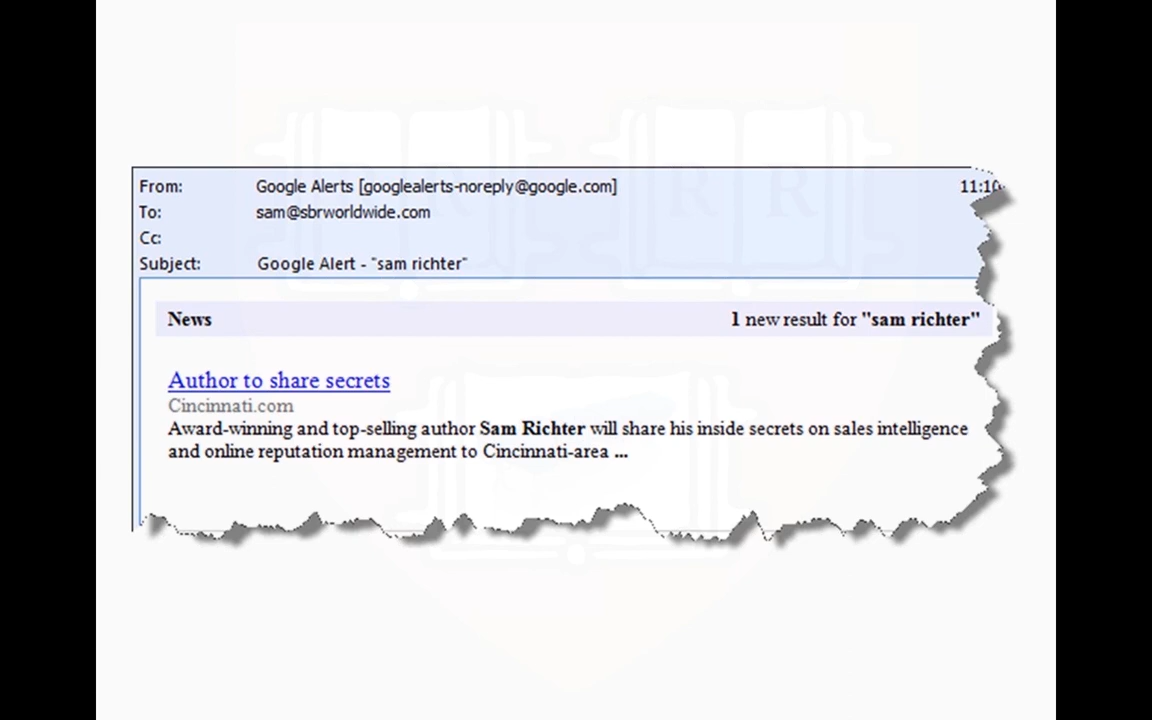 From: Google Alerts [googlealerts-noreply@google.com] 11:10
To: sam@sbrworldwide.com
Cc:
Subject: Google Alert - "sam richter"
News 1 new result for "sam richter"
Author to share secrets
Cincinnati.com
Award-winning and top-selling author Sam Richter will share his inside secrets on sales intelligence
and online reputation management to Cincinnati-area ...